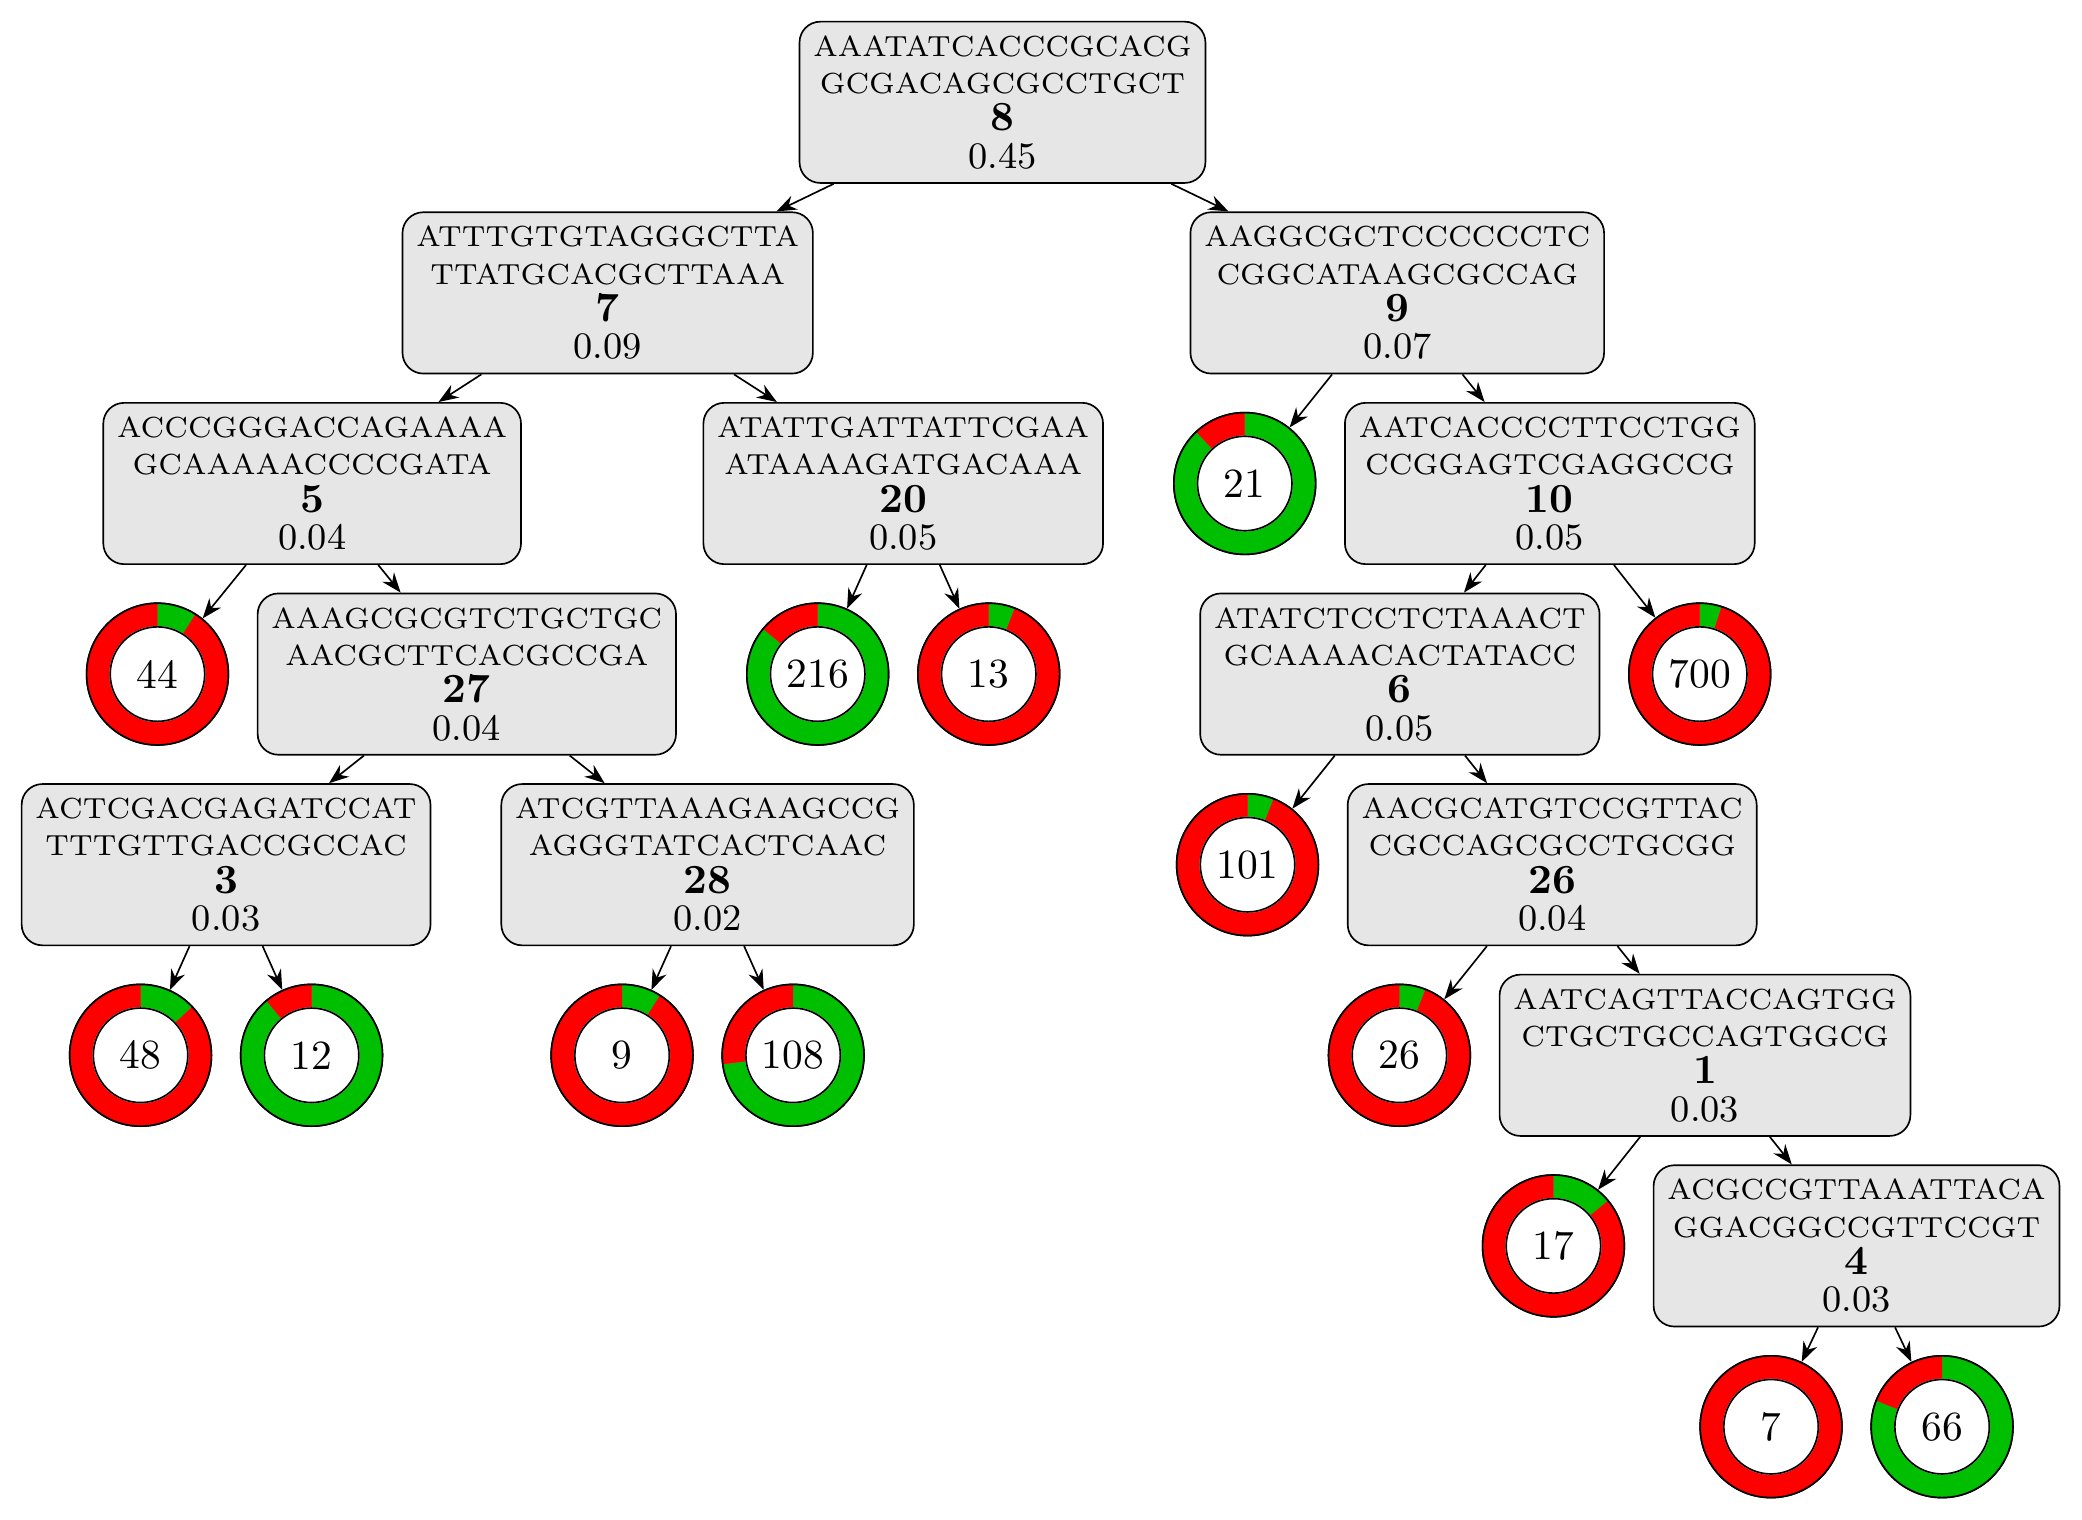 AAATATCACCCGCACG
GCGACAGCGCCTGCT
8
0.45
ATTTGTGTAGGGCTTA
TTATGCACGCTTAAA
7
0.09
AAGGCGCTCCCCCCTC
CGGCATAAGCGCCAG
9
0.07
ACCCGGGACCAGAAAA
GCAAAAACCCCGATA
5
0.04
ATATTGATTATTCGAA
ATAAAAGATGACAAA
20
0.05
21
AATCACCCCTTCCTGG
CCGGAGTCGAGGCCG
10
0.05
44
AAAGCGCGTCTGCTGC
AACGCTTCACGCCGA
27
0.04
216
13
ATATCTCCTCTAAACT
GCAAAACACTATACC
6
0.05
700
ACTCGACGAGATCCAT
TTTGTTGACCGCCAC
3
0.03
ATCGTTAAAGAAGCCG
AGGGTATCACTCAAC
28
0.02
101
AACGCATGTCCGTTAC
CGCCAGCGCCTGCGG
26
0.04
48
12
9
108
26
AATCAGTTACCAGTGG
CTGCTGCCAGTGGCG
1
0.03
17
ACGCCGTTAAATTACA
GGACGGCCGTTCCGT
4
0.03
7
66